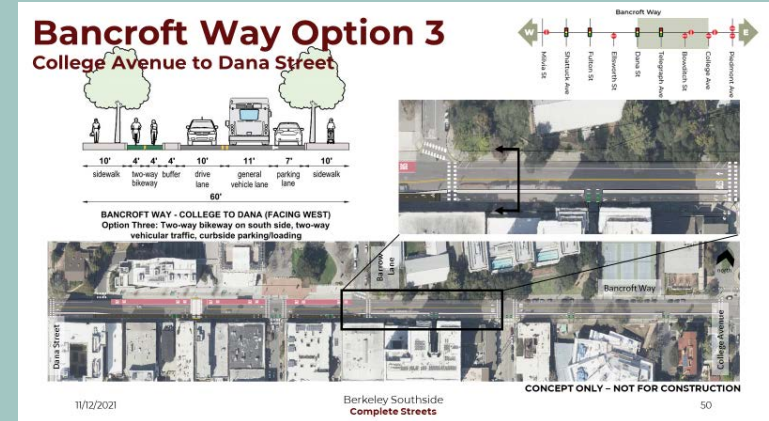 Bancroft Way Option 3
College Avenue to Dana Street
Bancroft Way
W
E
Milvia St
Shattuck Ave
Fulton St
Ellsworth St
Dana St
Telegraph Ave
Bowditch St
College Ave
Piedmont Ave
10' 4' 4' 4' 10' 11' 7' 10'
sidewalk two-way bikeway buffer drive lane general vehicle lane parking lane sidewalk
60'
BANCROFT WAY - COLLEGE TO DANA (FACING WEST)
Option Three: Two-way bikeway on south side, two-way
vehicular traffic, curbside parking/loading
Dana Street
Barrow
Lane
Bancroft Way
north
College Avenue
CONCEPT ONLY – NOT FOR CONSTRUCTION
11/12/2021
Berkeley Southside
Complete Streets
50